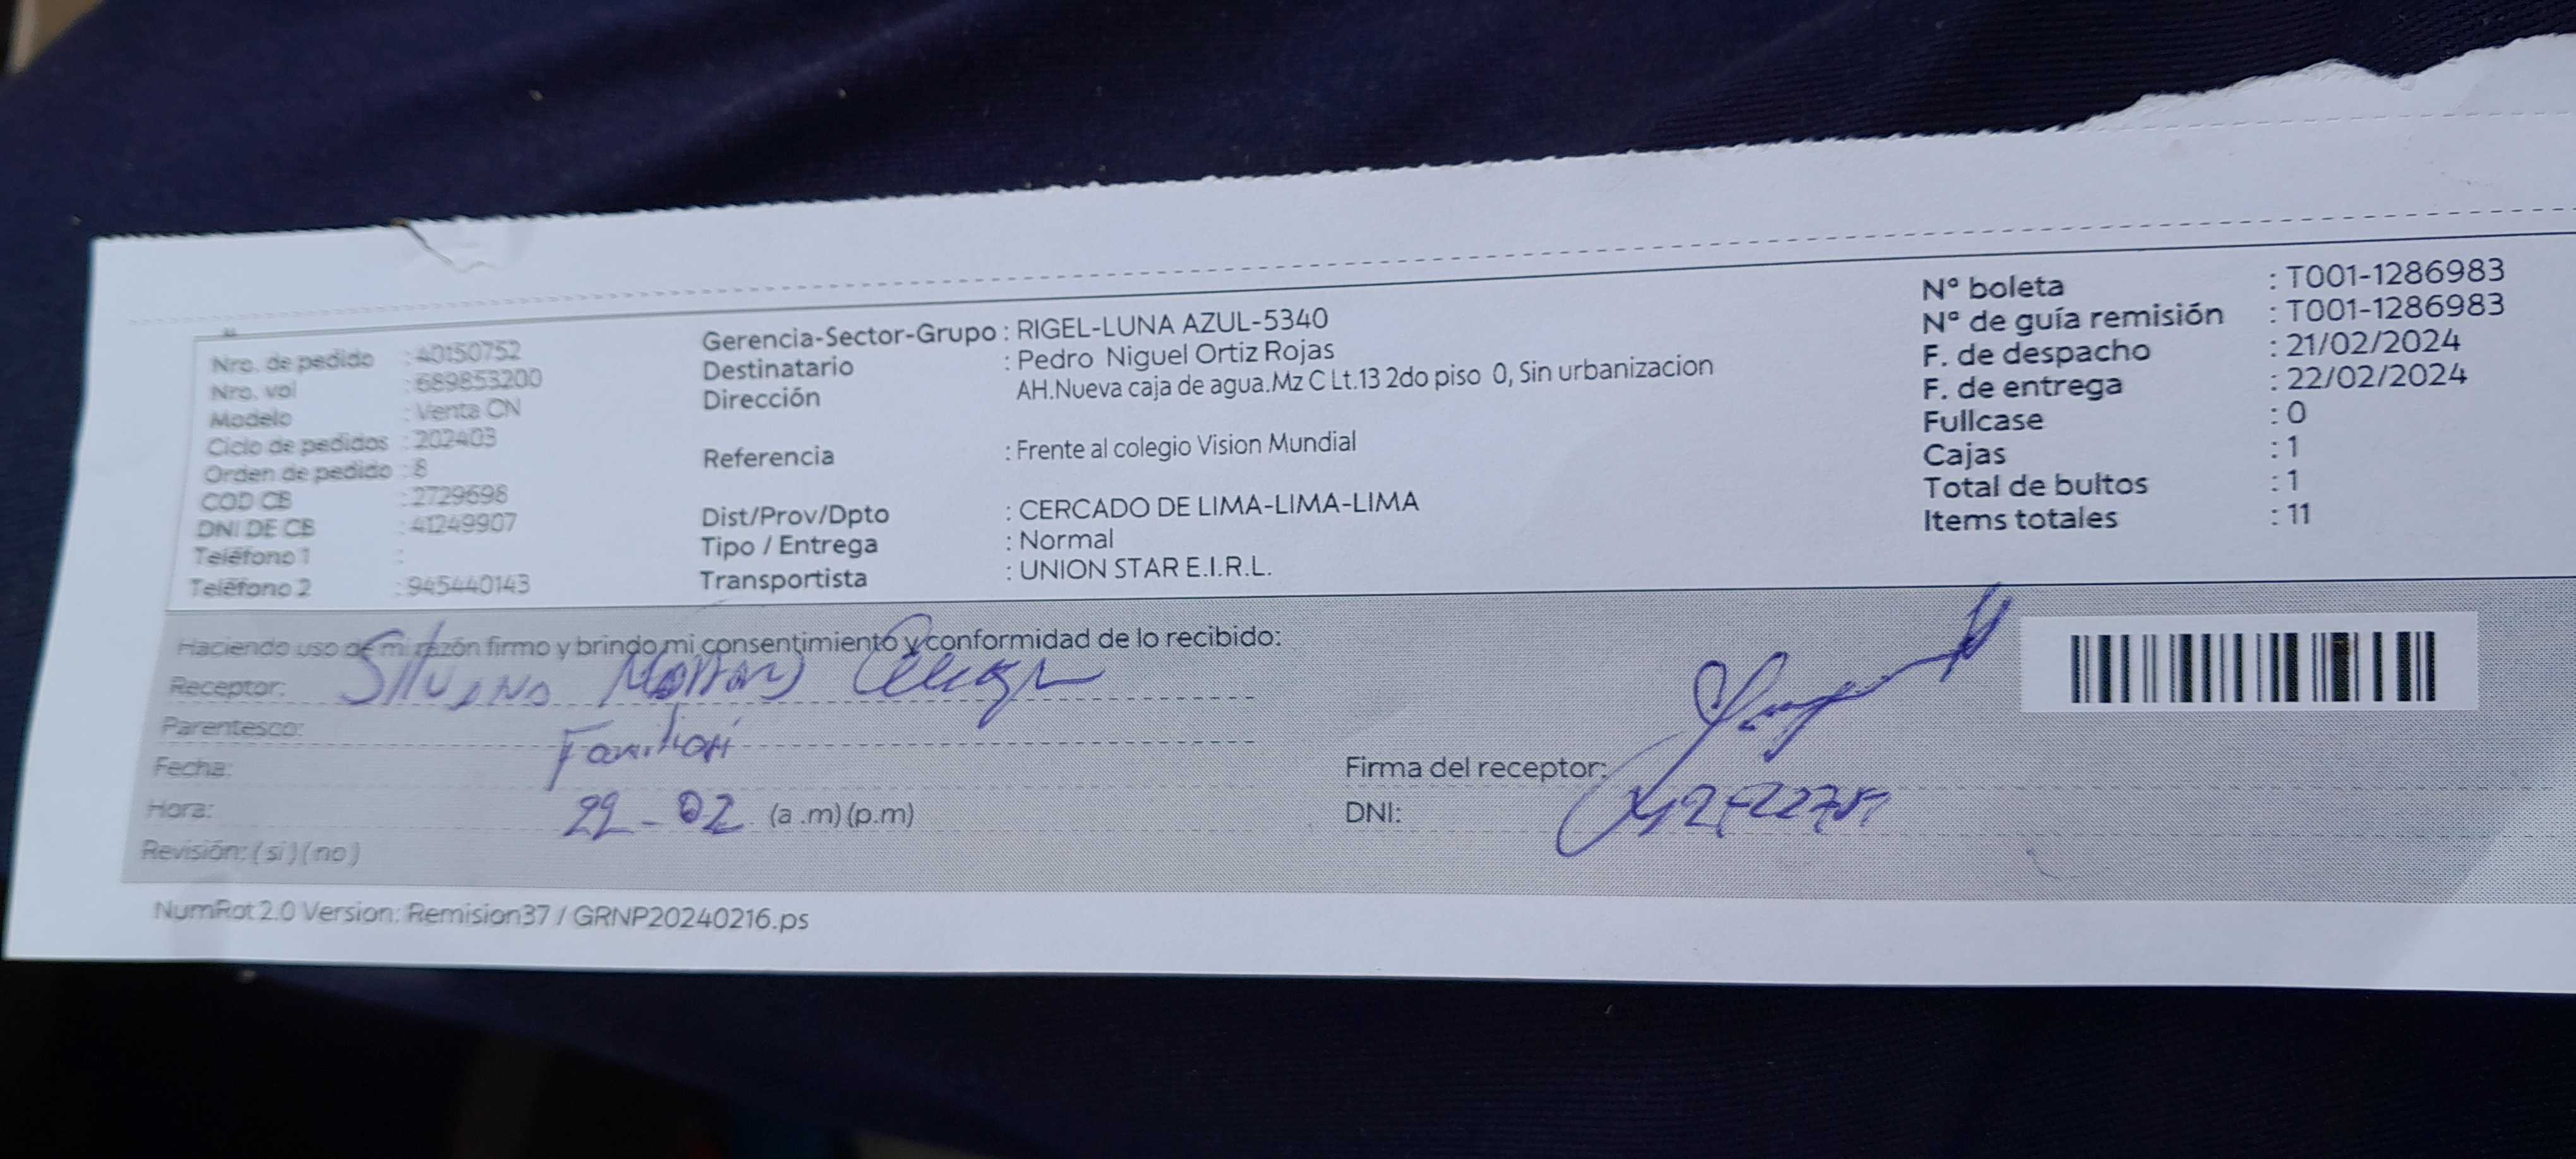 Nro. de pedido : 40150752
Nro. vol : 689853200
Modelo : Venta CN
Ciclo de pedidos : 202403
Orden de pedido : 8
COD CB : 2729698
DNI DE CB : 41249907
Teléfono 1 :
Teléfono 2 : 945440143
Gerencia-Sector-Grupo : RIGEL-LUNA AZUL-5340
Destinatario : Pedro Niguel Ortiz Rojas
Dirección AH.Nueva caja de agua.Mz C Lt.13 2do piso 0, Sin urbanizacion
Referencia : Frente al colegio Vision Mundial
Dist/Prov/Dpto : CERCADO DE LIMA-LIMA-LIMA
Tipo / Entrega : Normal
Transportista : UNION STAR E.I.R.L.
N° boleta : T001-1286983
N° de guía remisión : T001-1286983
F. de despacho : 21/02/2024
F. de entrega : 22/02/2024
Fullcase : 0
Cajas : 1
Total de bultos : 1
Items totales : 11
Haciendo uso de mi razón firmo y brindo mi consentimiento y conformidad de lo recibido:
Receptor:
Parentesco:
Fecha:
Hora: 22-02 (a .m) (p.m)
Revisión: ( si ) ( no )
Firma del receptor:
DNI:
NumRot 2.0 Version: Remision37 / GRNP20240216.ps